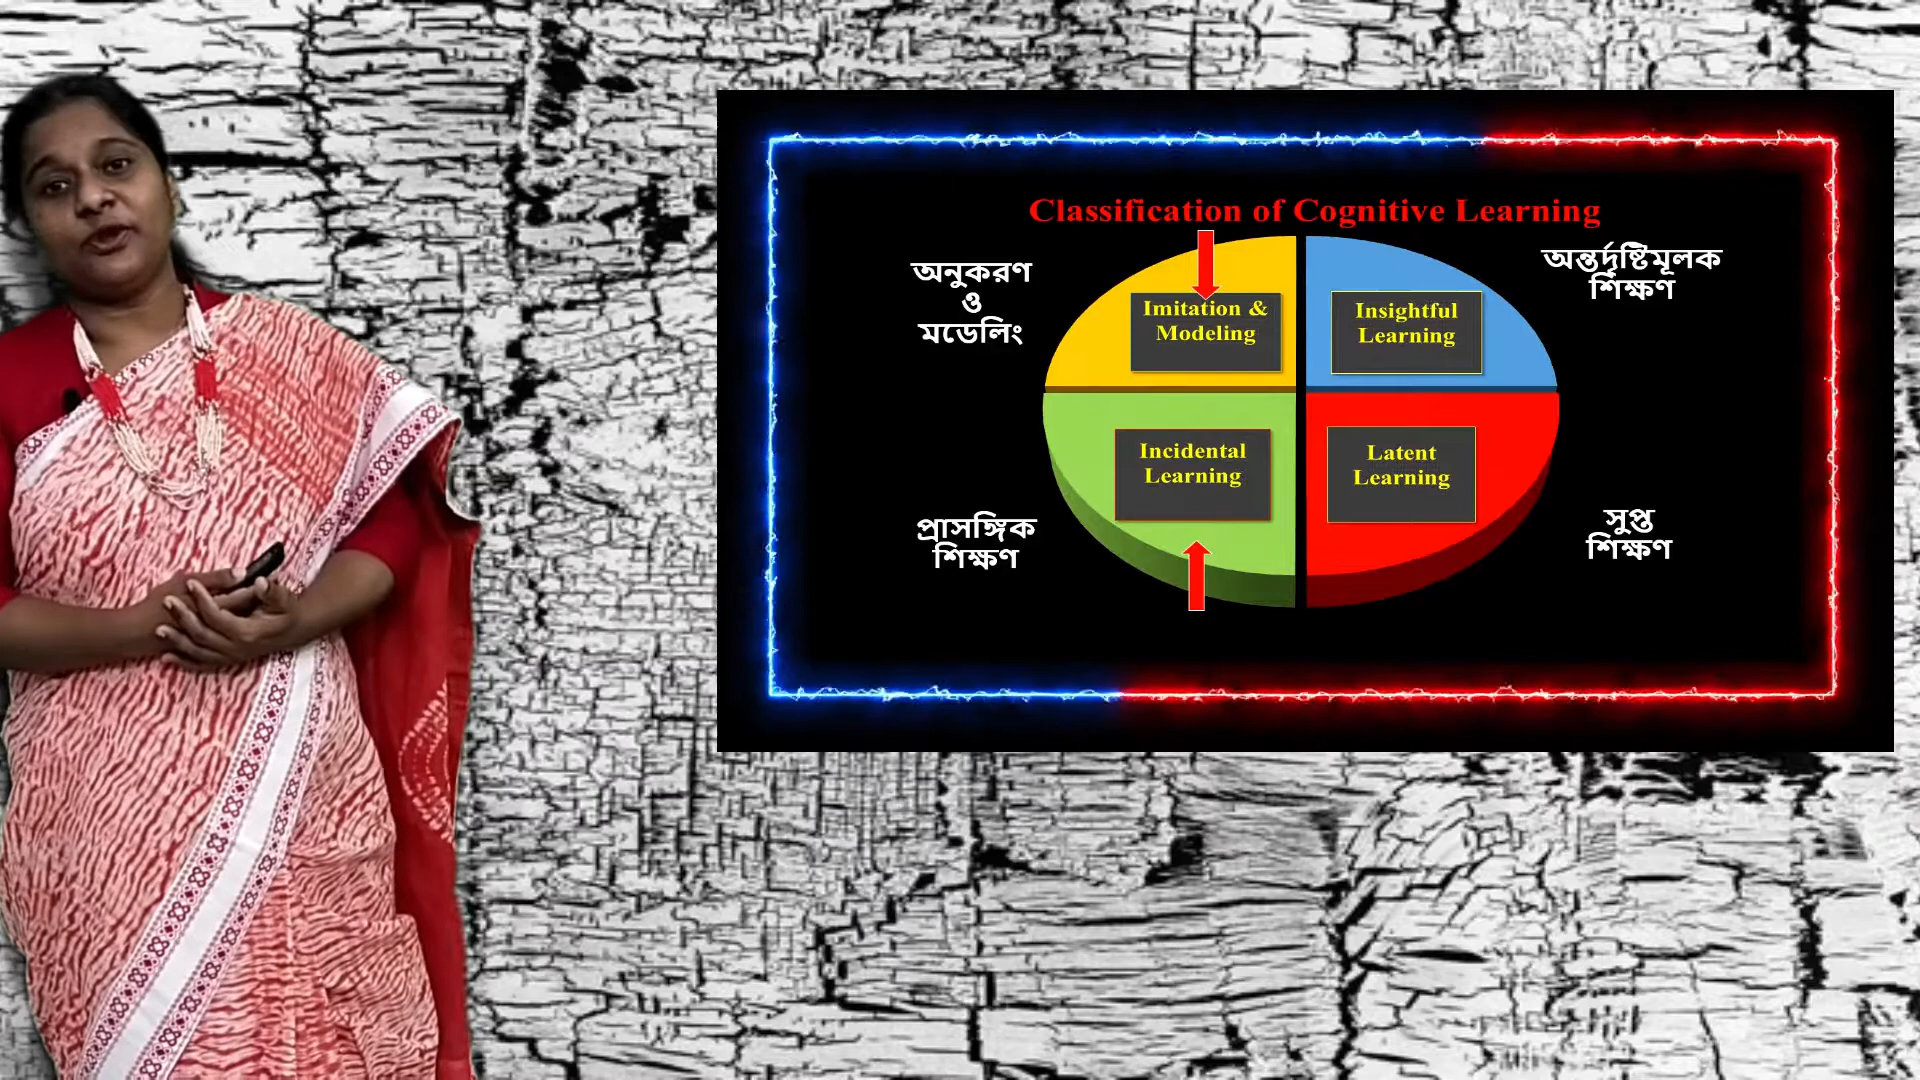 Classification of Cognitive Learning
অনুকরণ
ও
মডেলিং
Imitation &
Modeling
Insightful
Learning
অন্তর্দৃষ্টিমূলক
শিক্ষণ
প্রাসঙ্গিক
শিক্ষণ
Incidental
Learning
Latent
Learning
সুপ্ত
শিক্ষণ